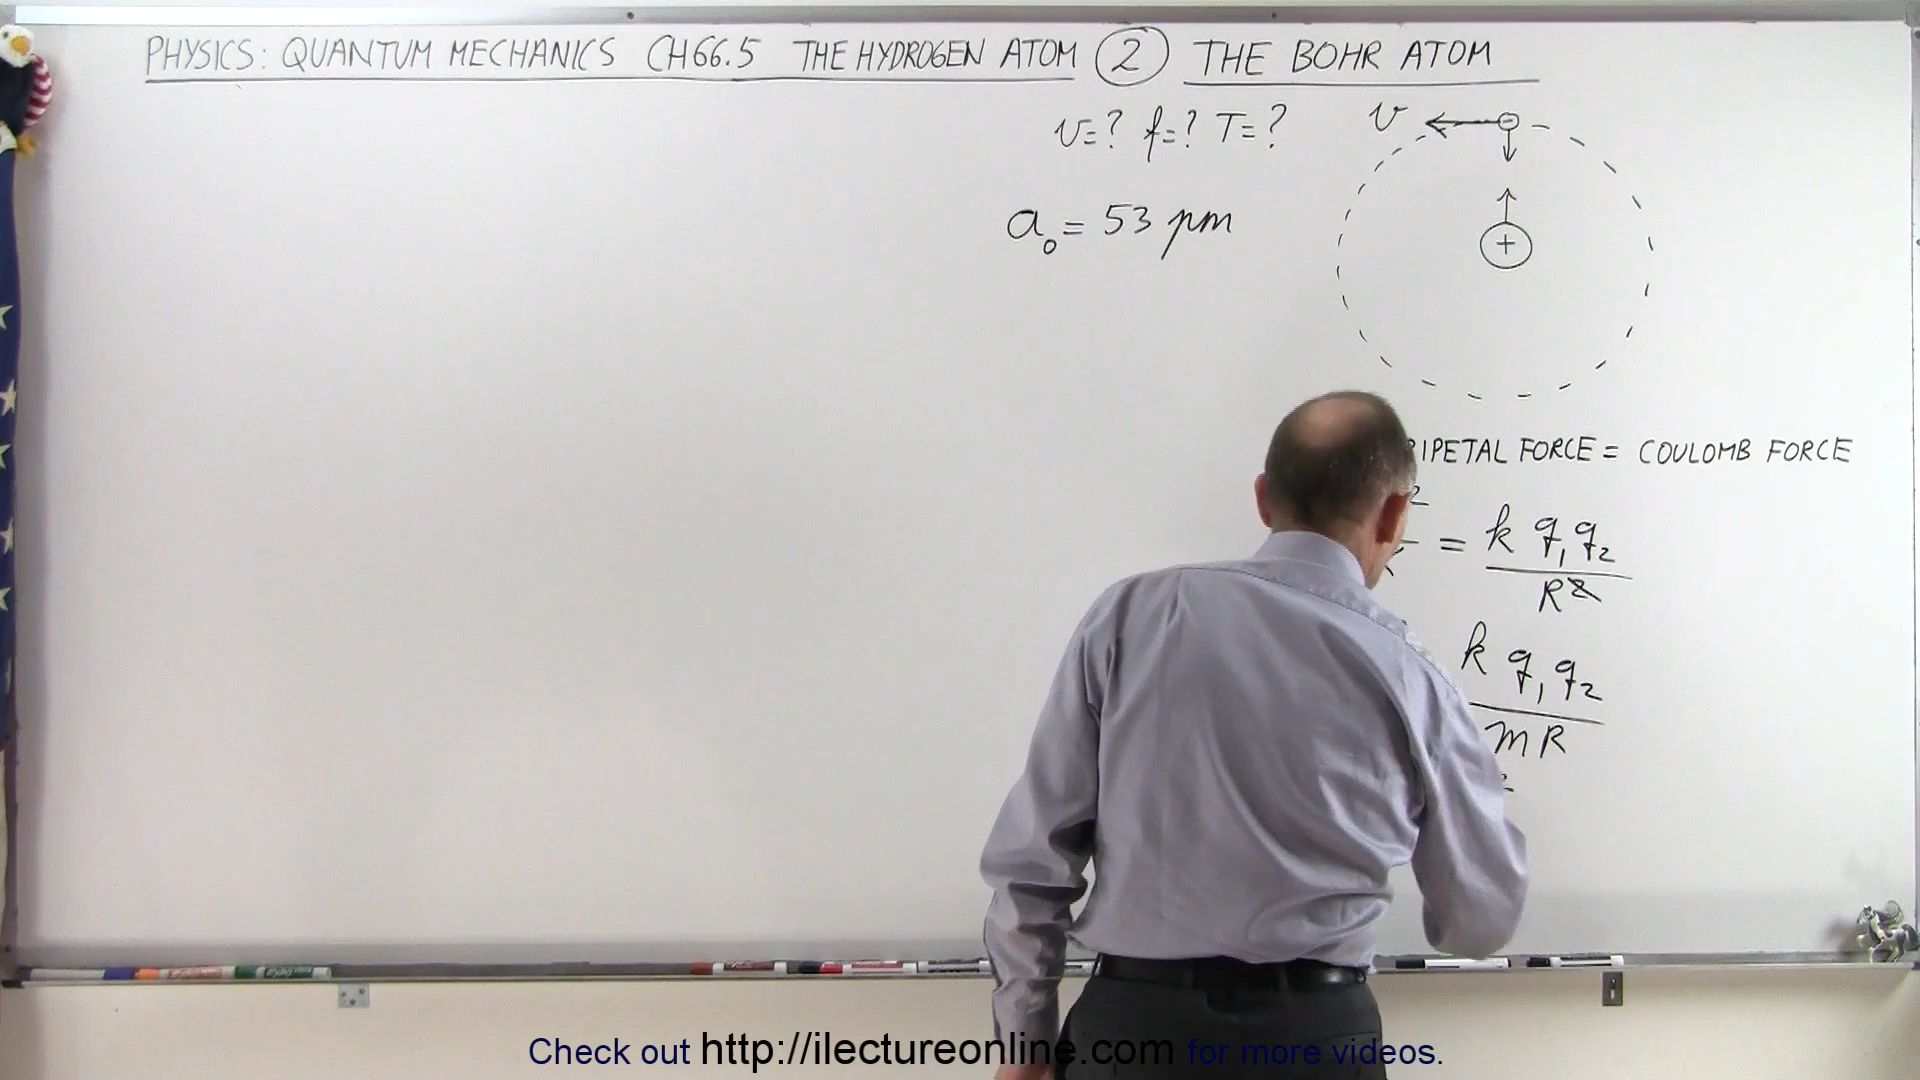 PHYSICS: QUANTUM MECHANICS CH 66.5 THE HYDROGEN ATOM 2 THE BOHR ATOM
v=? f=? T=?
v
-
a₀ = 53 pm
+
RIPETAL FORCE = COULOMB FORCE
2
= k q₁q₂
R²
k q₁q₂
m R
Check out http://ilectureonline.com for more videos.